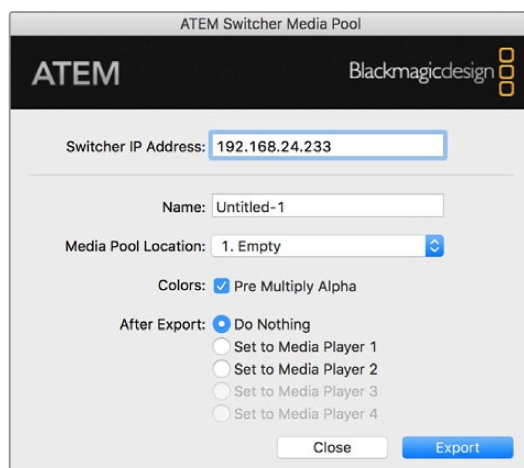 ATEM Switcher Media Pool
ATEM
Blackmagicdesign
Switcher IP Address: 192.168.24.233
Name: Untitled-1
Media Pool Location: 1. Empty
Colors: Pre Multiply Alpha
After Export: Do Nothing
Set to Media Player 1
Set to Media Player 2
Set to Media Player 3
Set to Media Player 4
Close Export